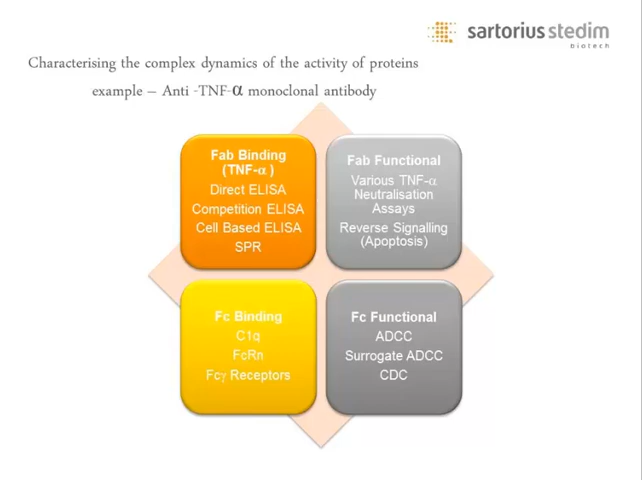 sartorius stedim
biotech
Characterising the complex dynamics of the activity of proteins
example – Anti -TNF-α monoclonal antibody
Fab Binding
(TNF-α )
Direct ELISA
Competition ELISA
Cell Based ELISA
SPR
Fab Functional
Various TNF-α
Neutralisation
Assays
Reverse Signalling
(Apoptosis)
Fc Binding
C1q
FcRn
Fcγ Receptors
Fc Functional
ADCC
Surrogate ADCC
CDC